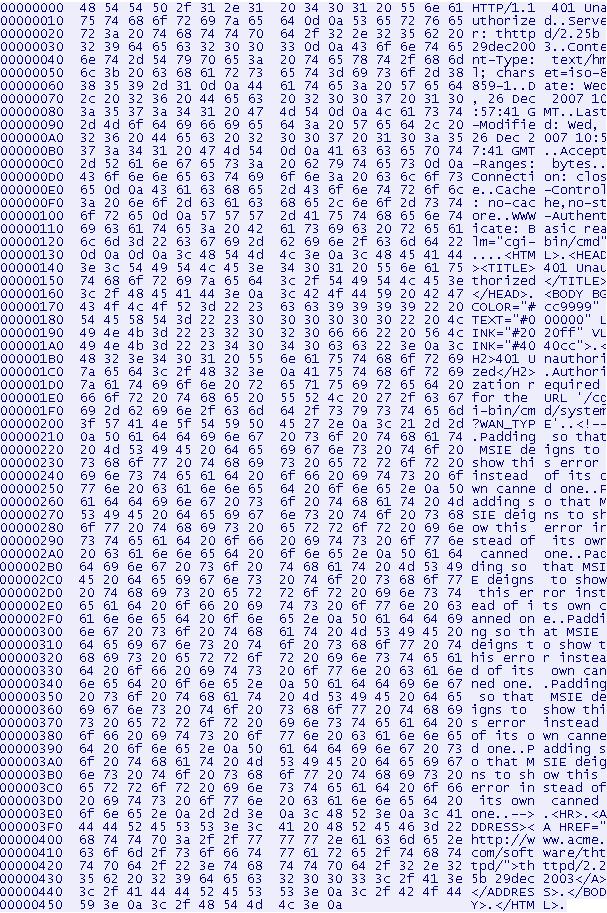 00000000 48 54 54 50 2f 31 2e 31 20 34 30 31 20 55 6e 61 HTTP/1.1 401 Una
00000010 75 74 68 6f 72 69 7a 65 64 0d 0a 53 65 72 76 65 uthorize d..Serve
00000020 72 3a 20 74 68 74 74 70 64 2f 32 2e 32 35 62 20 r: thttp d/2.25b
00000030 32 39 64 65 63 32 30 30 33 0d 0a 43 6f 6e 74 65 29dec200 3..Conte
00000040 6e 74 2d 54 79 70 65 3a 20 74 65 78 74 2f 68 6d nt-Type: text/hm
00000050 6c 3b 20 63 68 61 72 73 65 74 3d 69 73 6f 2d 38 l; chars et=iso-8
00000060 38 35 39 2d 31 0d 0a 44 61 74 65 3a 20 57 65 64 859-1..D ate: Wed
00000070 2c 20 32 36 20 44 65 63 20 32 30 30 37 20 31 30 , 26 Dec 2007 10
00000080 3a 35 37 3a 34 31 20 47 4d 54 0d 0a 4c 61 73 74 :57:41 G MT..Last
00000090 2d 4d 6f 64 69 66 69 65 64 3a 20 57 65 64 2c 20 -Modifie d: Wed,
000000A0 32 36 20 44 65 63 20 32 30 30 37 20 31 30 3a 35 26 Dec 2 007 10:5
000000B0 37 3a 34 31 20 47 4d 54 0d 0a 41 63 63 65 70 74 7:41 GMT ..Accept
000000C0 2d 52 61 6e 67 65 73 3a 20 62 79 74 65 73 0d 0a -Ranges: bytes..
000000D0 43 6f 6e 6e 65 63 74 69 6f 6e 3a 20 63 6c 6f 73 Connecti on: clos
000000E0 65 0d 0a 43 61 63 68 65 2d 43 6f 6e 74 72 6f 6c e..Cache -Control
000000F0 3a 20 6e 6f 2d 63 61 63 68 65 2c 6e 6f 2d 73 74 : no-cac he,no-st
00000100 6f 72 65 0d 0a 57 57 57 2d 41 75 74 68 65 6e 74 ore..WWW -Authent
00000110 69 63 61 74 65 3a 20 42 61 73 69 63 20 72 65 61 icate: B asic rea
00000120 6c 6d 3d 22 63 67 69 2d 62 69 6e 2f 63 6d 64 22 lm="cgi- bin/cmd"
00000130 0d 0a 0d 0a 3c 48 54 4d 4c 3e 0a 3c 48 45 41 44 ....<HTM L>.<HEAD
00000140 3e 3c 54 49 54 4c 45 3e 34 30 31 20 55 6e 61 75 ><TITLE> 401 Unau
00000150 74 68 6f 72 69 7a 65 64 3c 2f 54 49 54 4c 45 3e thorized </TITLE>
00000160 3c 2f 48 45 41 44 3e 0a 3c 42 4f 44 59 20 42 47 </HEAD>. <BODY BG
00000170 43 4f 4c 4f 52 3d 22 23 63 63 39 39 39 39 22 20 COLOR="# cc9999"
00000180 54 45 58 54 3d 22 23 30 30 30 30 30 30 22 20 4c TEXT="#0 00000" L
00000190 49 4e 4b 3d 22 23 32 30 32 30 66 66 22 20 56 4c INK="#20 20ff" VL
000001A0 49 4e 4b 3d 22 23 34 30 34 30 63 63 22 3e 0a 3c INK="#40 40cc">.<
000001B0 48 32 3e 34 30 31 20 55 6e 61 75 74 68 6f 72 69 H2>401 U nauthori
000001C0 7a 65 64 3c 2f 48 32 3e 0a 41 75 74 68 6f 72 69 zed</H2> .Authori
000001D0 7a 61 74 69 6f 6e 20 72 65 71 75 69 72 65 64 20 zation r equired
000001E0 66 6f 72 20 74 68 65 20 55 52 4c 20 27 2f 63 67 for the URL '/cg
000001F0 69 2d 62 69 6e 2f 63 6d 64 2f 73 79 73 74 65 6d i-bin/cm d/system
00000200 3f 57 41 4e 5f 54 59 50 45 27 2e 0a 3c 21 2d 2d ?WAN_TYP E'..<!--
00000210 0a 50 61 64 64 69 6e 67 20 73 6f 20 74 68 61 74 .Padding so that
00000220 20 4d 53 49 45 20 64 65 69 67 6e 73 20 74 6f 20 MSIE de igns to
00000230 73 68 6f 77 20 74 68 69 73 20 65 72 72 6f 72 20 show thi s error
00000240 69 6e 73 74 65 61 64 20 6f 66 20 69 74 73 20 6f instead of its o
00000250 77 6e 20 63 61 6e 6e 65 64 20 6f 6e 65 2e 0a 50 wn canne d one..P
00000260 61 64 64 69 6e 67 20 73 6f 20 74 68 61 74 20 4d adding s o that M
00000270 53 49 45 20 64 65 69 67 6e 73 20 74 6f 20 73 68 SIE deig ns to sh
00000280 6f 77 20 74 68 69 73 20 65 72 72 6f 72 20 69 6e ow this error in
00000290 73 74 65 61 64 20 6f 66 20 69 74 73 20 6f 77 6e stead of its own
000002A0 20 63 61 6e 6e 65 64 20 6f 6e 65 2e 0a 50 61 64 canned one..Pad
000002B0 64 69 6e 67 20 73 6f 20 74 68 61 74 20 4d 53 49 ding so that MSI
000002C0 45 20 64 65 69 67 6e 73 20 74 6f 20 73 68 6f 77 E deigns to show
000002D0 20 74 68 69 73 20 65 72 72 6f 72 20 69 6e 73 74 this er ror inst
000002E0 65 61 64 20 6f 66 20 69 74 73 20 6f 77 6e 20 63 ead of i ts own c
000002F0 61 6e 6e 65 64 20 6f 6e 65 2e 0a 50 61 64 64 69 anned on e..Paddi
00000300 6e 67 20 73 6f 20 74 68 61 74 20 4d 53 49 45 20 ng so th at MSIE
00000310 64 65 69 67 6e 73 20 74 6f 20 73 68 6f 77 20 74 deigns t o show t
00000320 68 69 73 20 65 72 72 6f 72 20 69 6e 73 74 65 61 his erro r instea
00000330 64 20 6f 66 20 69 74 73 20 6f 77 6e 20 63 61 6e d of its own can
00000340 6e 65 64 20 6f 6e 65 2e 0a 50 61 64 64 69 6e 67 ned one. .Padding
00000350 20 73 6f 20 74 68 61 74 20 4d 53 49 45 20 64 65 so that MSIE de
00000360 69 67 6e 73 20 74 6f 20 73 68 6f 77 20 74 68 69 igns to show thi
00000370 73 20 65 72 72 6f 72 20 69 6e 73 74 65 61 64 20 s error instead
00000380 6f 66 20 69 74 73 20 6f 77 6e 20 63 61 6e 6e 65 of its o wn canne
00000390 64 20 6f 6e 65 2e 0a 50 61 64 64 69 6e 67 20 73 d one..P adding s
000003A0 6f 20 74 68 61 74 20 4d 53 49 45 20 64 65 69 67 o that M SIE deig
000003B0 6e 73 20 74 6f 20 73 68 6f 77 20 74 68 69 73 20 ns to sh ow this
000003C0 65 72 72 6f 72 20 69 6e 73 74 65 61 64 20 6f 66 error in stead of
000003D0 20 69 74 73 20 6f 77 6e 20 63 61 6e 6e 65 64 20 its own canned
000003E0 6f 6e 65 2e 0a 2d 2d 3e 0a 3c 48 52 3e 0a 3c 41 one..--> .<HR>.<A
000003F0 44 44 52 45 53 53 3e 3c 41 20 48 52 45 46 3d 22 DDRESS>< A HREF="
00000400 68 74 74 70 3a 2f 2f 77 77 77 2e 61 63 6d 65 2e http://w ww.acme.
00000410 63 6f 6d 2f 73 6f 66 74 77 61 72 65 2f 74 68 74 com/soft ware/tht
00000420 74 70 64 2f 22 3e 74 68 74 74 70 64 2f 32 2e 32 tpd/">th ttpd/2.2
00000430 35 62 20 32 39 64 65 63 32 30 30 33 3c 2f 41 3e 5b 29dec 2003</A>
00000440 3c 2f 41 44 44 52 45 53 53 3e 0a 3c 2f 42 4f 44 </ADDRES S>.</BOD
00000450 59 3e 0a 3c 2f 48 54 4d 4c 3e 0a Y>.</HTM L>.